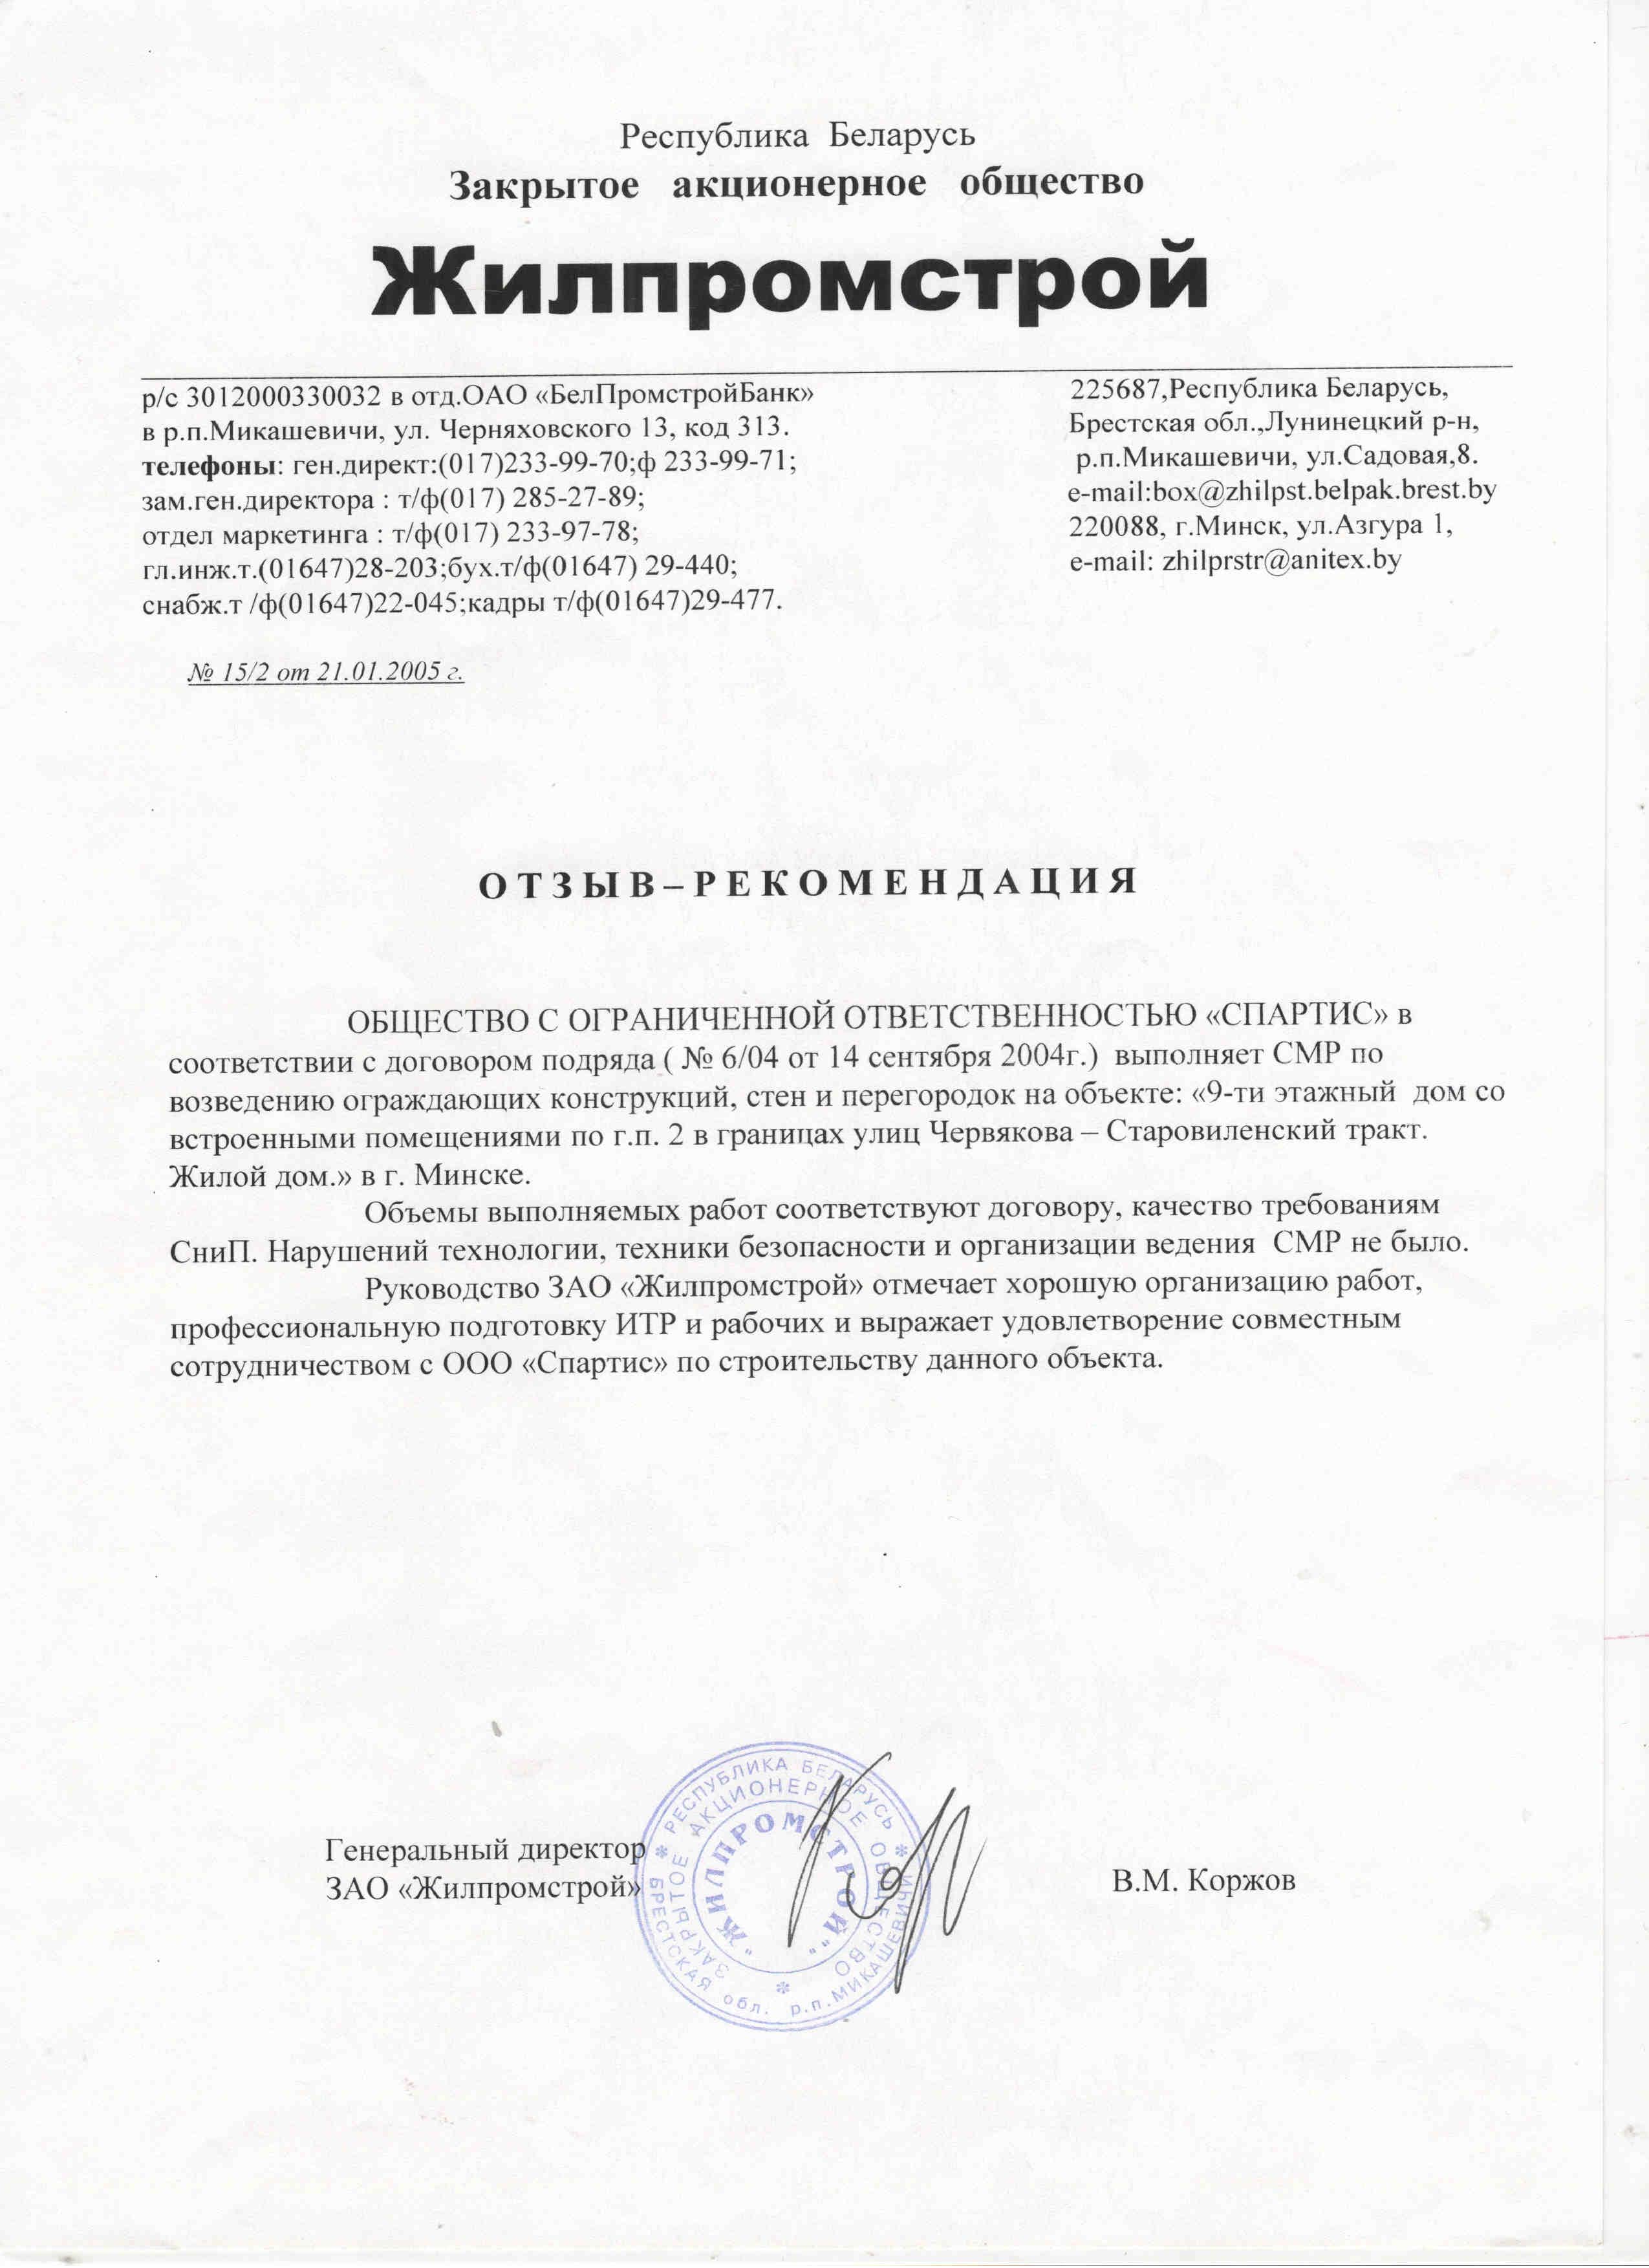 Республика Беларусь
Закрытое акционерное общество
Жилпромстрой
р/с 3012000330032 в отд.ОАО «БелПромстройБанк»
в р.п.Микашевичи, ул. Черняховского 13, код 313.
телефоны: ген.директ:(017)233-99-70;ф 233-99-71;
зам.ген.директора : т/ф(017) 285-27-89;
отдел маркетинга : т/ф(017) 233-97-78;
гл.инж.т.(01647)28-203;бух.т/ф(01647) 29-440;
снабж.т /ф(01647)22-045;кадры т/ф(01647)29-477.
225687,Республика Беларусь,
Брестская обл.,Лунинецкий р-н,
р.п.Микашевичи, ул.Садовая,8.
e-mail:box@zhilpst.belpak.brest.by
220088, г.Минск, ул.Азгура 1,
e-mail: zhilprstr@anitex.by
№ 15/2 от 21.01.2005 г.
ОТЗЫВ–РЕКОМЕНДАЦИЯ
ОБЩЕСТВО С ОГРАНИЧЕННОЙ ОТВЕТСТВЕННОСТЬЮ «СПАРТИС» в
соответствии с договором подряда ( № 6/04 от 14 сентября 2004г.) выполняет СМР по
возведению ограждающих конструкций, стен и перегородок на объекте: «9-ти этажный дом со
встроенными помещениями по г.п. 2 в границах улиц Червякова – Старовиленский тракт.
Жилой дом.» в г. Минске.
Объемы выполняемых работ соответствуют договору, качество требованиям
СниП. Нарушений технологии, техники безопасности и организации ведения СМР не было.
Руководство ЗАО «Жилпромстрой» отмечает хорошую организацию работ,
профессиональную подготовку ИТР и рабочих и выражает удовлетворение совместным
сотрудничеством с ООО «Спартис» по строительству данного объекта.
Генеральный директор
ЗАО «Жилпромстрой»
В.М. Коржов
РЕСПУБЛИКА БЕЛАРУСЬ
БРЕСТСКАЯ обл. р.п.МИКАШЕВИЧИ
ЗАКРЫТОЕ АКЦИОНЕРНОЕ ОБЩЕСТВО
"ЖИЛПРОМСТРОЙ"